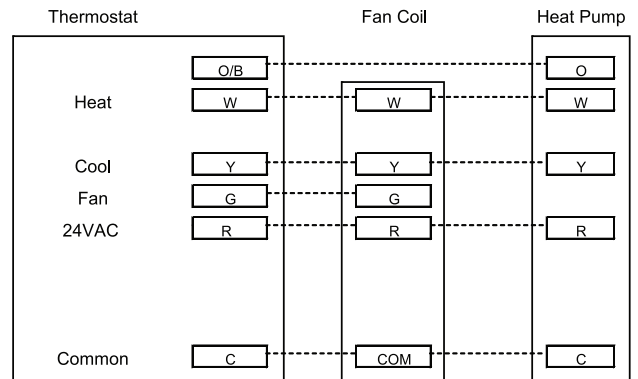 Thermostat Fan Coil Heat Pump
O/B O
Heat W W W
Cool Y Y Y
Fan G G
24VAC R R R
Common C COM C